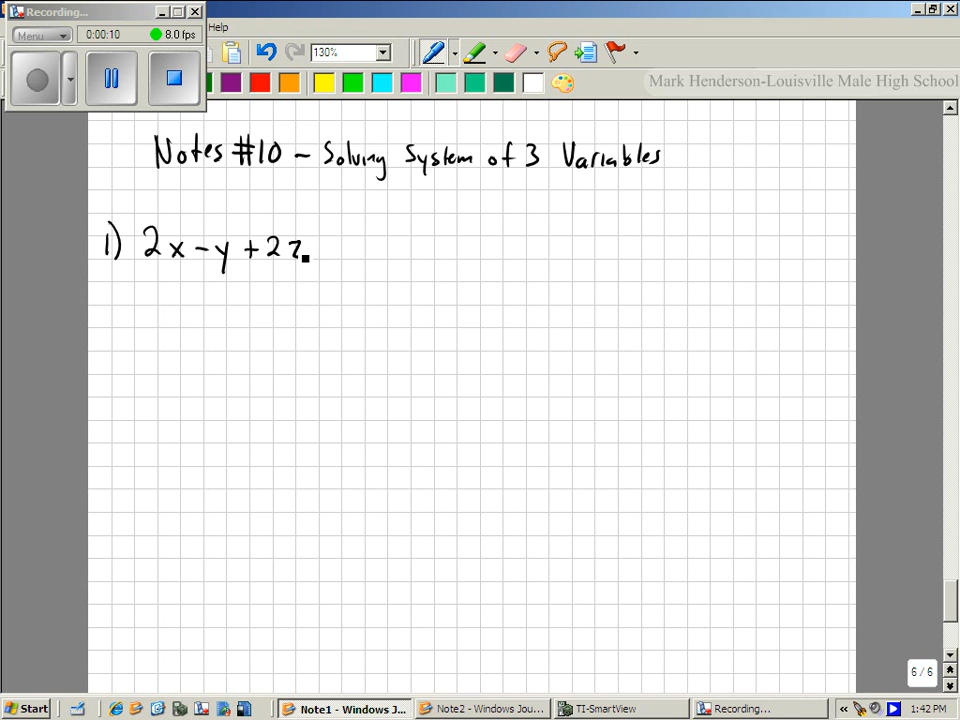 Recording...
Menu 0:00:10 8.0 fps
Help
130%
Mark Henderson-Louisville Male High School
Notes #10 - Solving System of 3 Variables
1) 2x - y + 2z
6 / 6
Start Note1 - Windows J... Note2 - Windows Jou... TI-SmartView Recording... « 1:42 PM